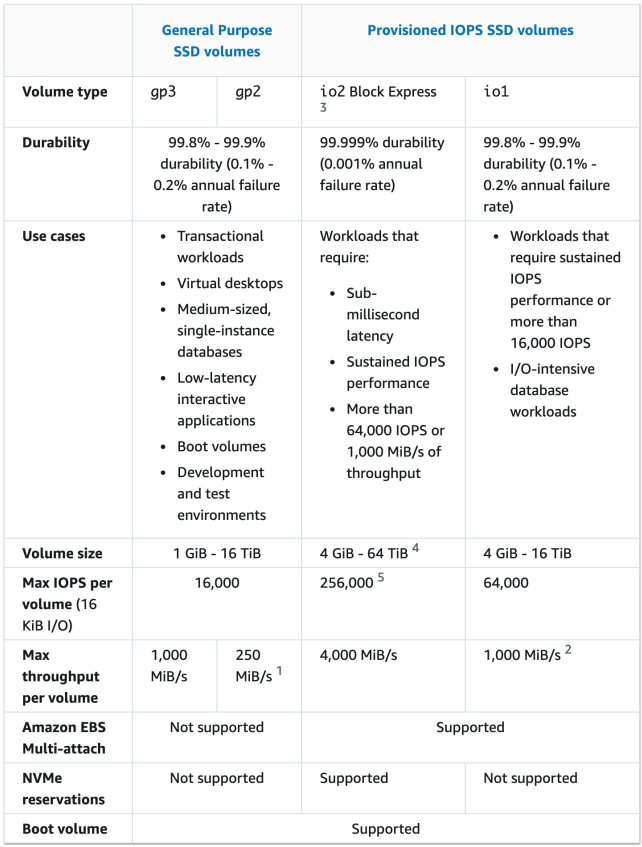 General Purpose
SSD volumes
Provisioned IOPS SSD volumes
Volume type
gp3
gp2
io2 Block Express
3
io1
Durability
99.8% - 99.9%
durability (0.1% -
0.2% annual failure
rate)
99.999% durability
(0.001% annual
failure rate)
99.8% - 99.9%
durability (0.1% -
0.2% annual failure
rate)
Use cases
• Transactional
workloads
• Virtual desktops
• Medium-sized,
single-instance
databases
• Low-latency
interactive
applications
• Boot volumes
• Development
and test
environments
Workloads that
require:
• Sub-
millisecond
latency
• Sustained IOPS
performance
• More than
64,000 IOPS or
1,000 MiB/s of
throughput
• Workloads that
require sustained
IOPS
performance or
more than
16,000 IOPS
• I/O-intensive
database
workloads
Volume size
1 GiB - 16 TiB
4 GiB - 64 TiB 4
4 GiB - 16 TiB
Max IOPS per
volume (16
KiB I/O)
16,000
256,000 5
64,000
Max
throughput
per volume
1,000
MiB/s
250
MiB/s 1
4,000 MiB/s
1,000 MiB/s 2
Amazon EBS
Multi-attach
Not supported
Supported
NVMe
reservations
Not supported
Supported
Not supported
Boot volume
Supported